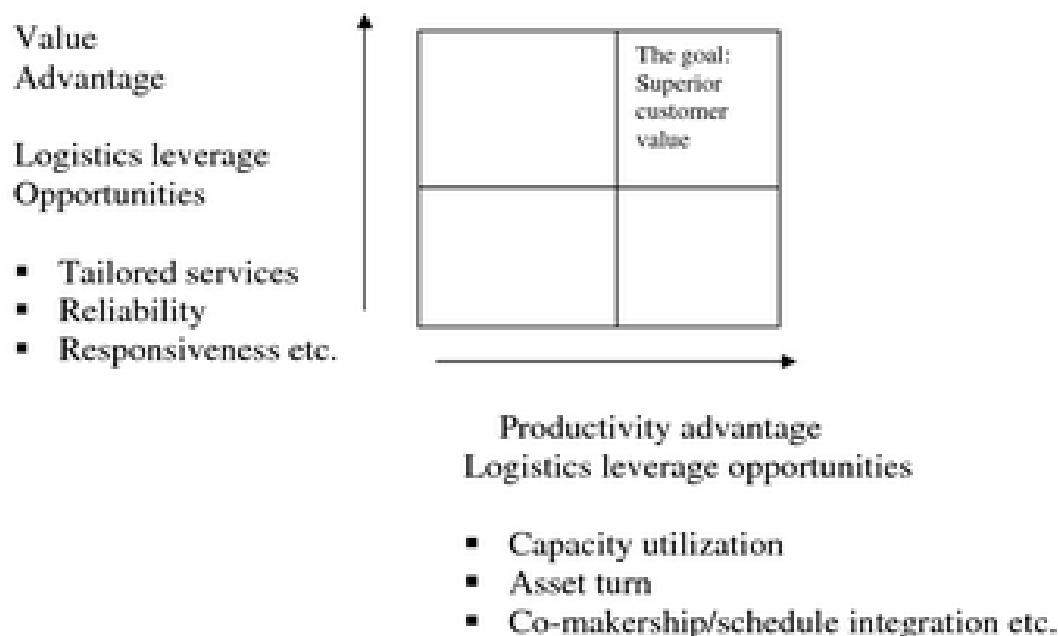 Value
Advantage
Logistics leverage
Opportunities
▪ Tailored services
▪ Reliability
▪ Responsiveness etc.
The goal:
Superior
customer
value
Productivity advantage
Logistics leverage opportunities
▪ Capacity utilization
▪ Asset turn
▪ Co-makership/schedule integration etc.